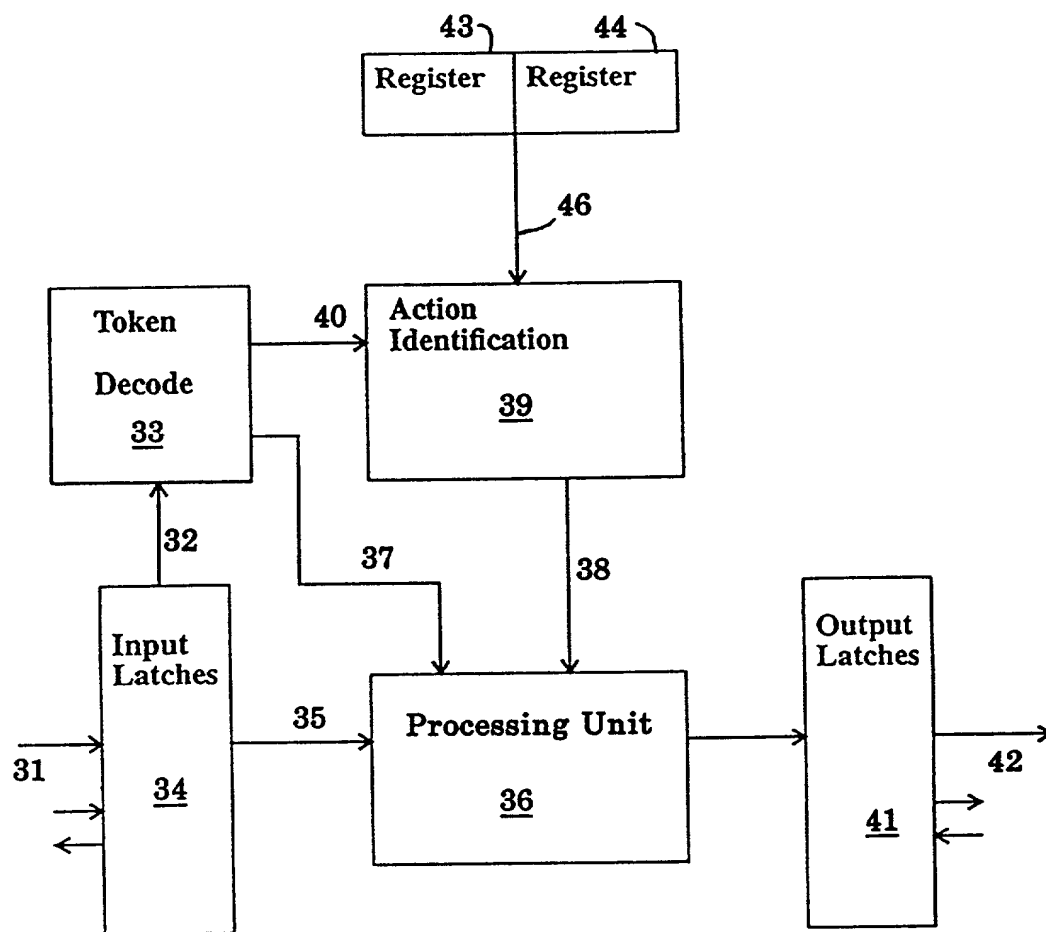 43
44
Register
Register
46
Token
Decode
33
40
Action
Identification
39
32
37
38
Input
Latches
34
31
35
Processing Unit
36
Output
Latches
41
42